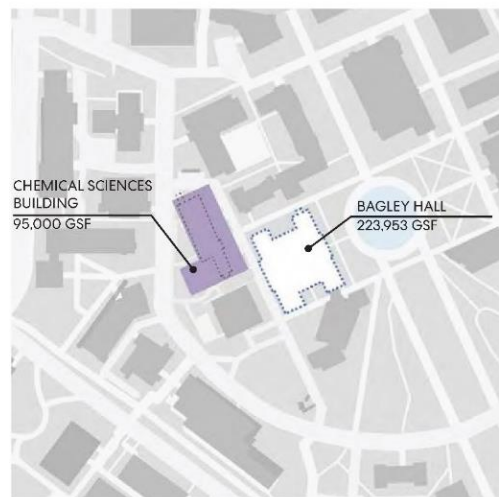 CHEMICAL SCIENCES
BUILDING
95,000 GSF
BAGLEY HALL
223,953 GSF